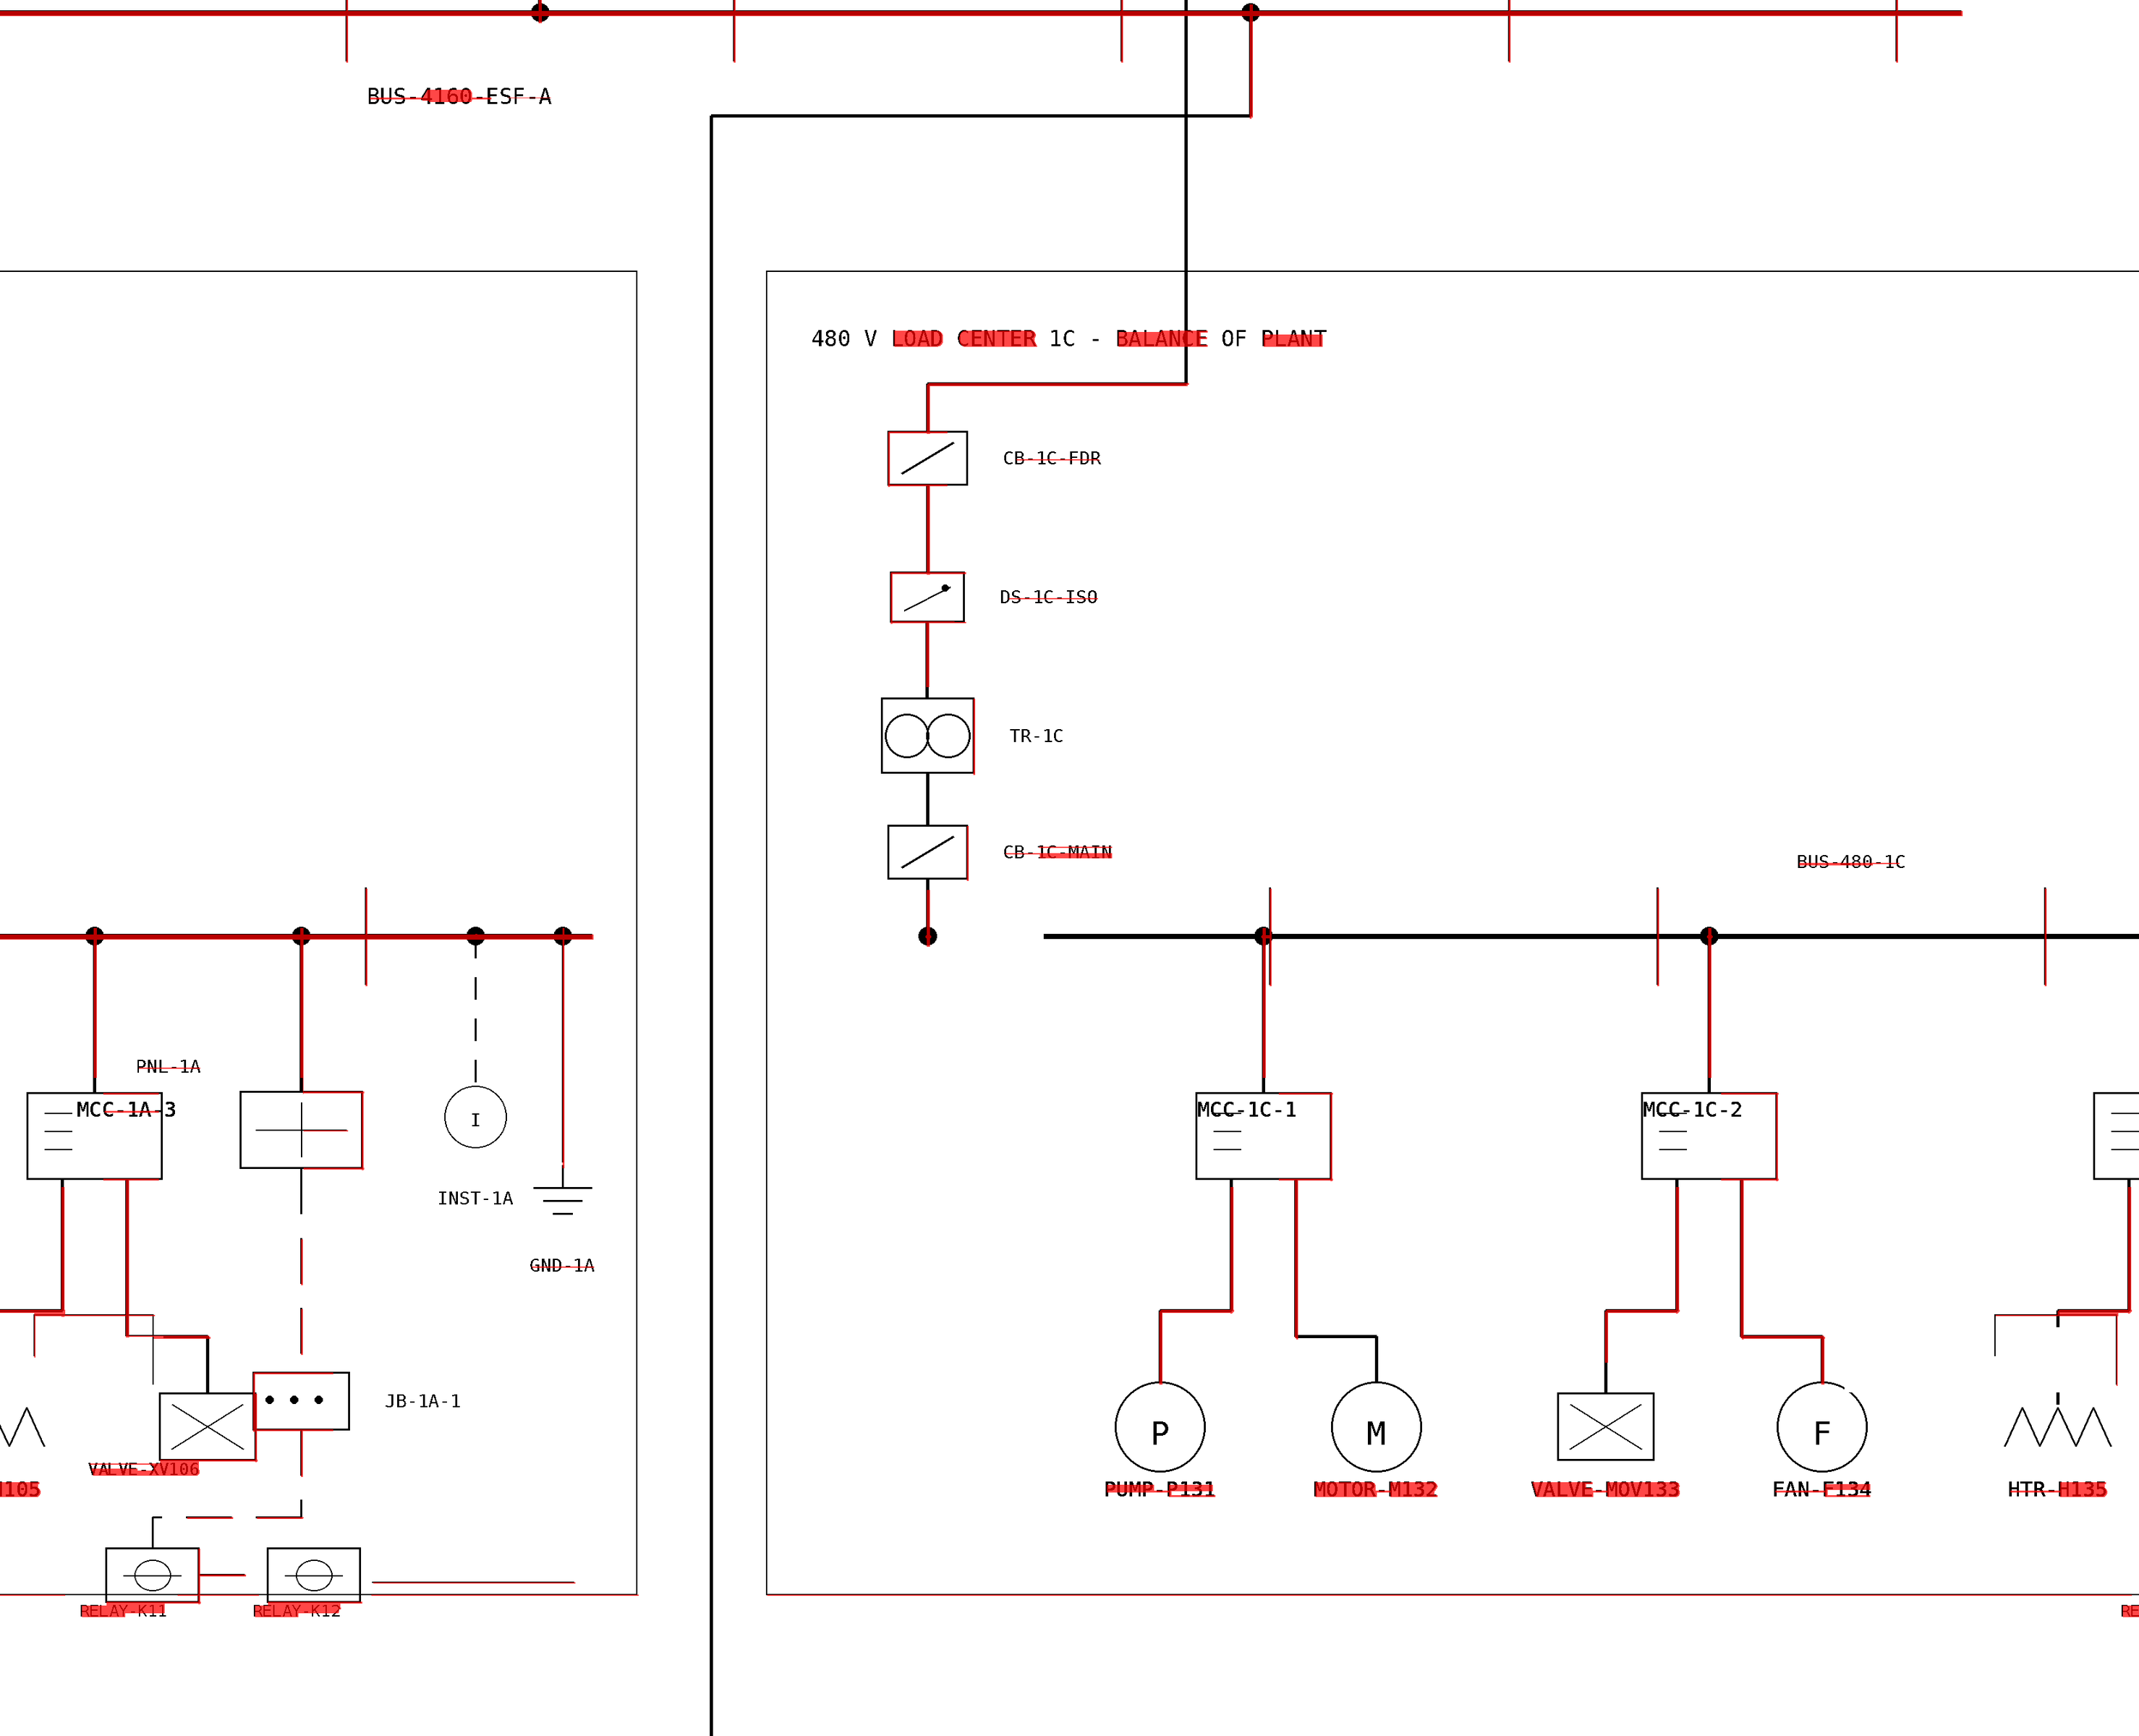 BUS-4160-ESF-A
480 V LOAD CENTER 1C - BALANCE OF PLANT
CB-1C-FDR
DS-1C-ISO
TR-1C
CB-1C-MAIN
BUS-480-1C
PNL-1A
MCC-1A-3
I
MCC-1C-1
MCC-1C-2
INST-1A
GND-1A
JB-1A-1
P
M
F
VALVE-XV106
PUMP-P131
MOTOR-M132
VALVE-MOV133
FAN-F134
HTR-H135
RELAY-K11
RELAY-K12